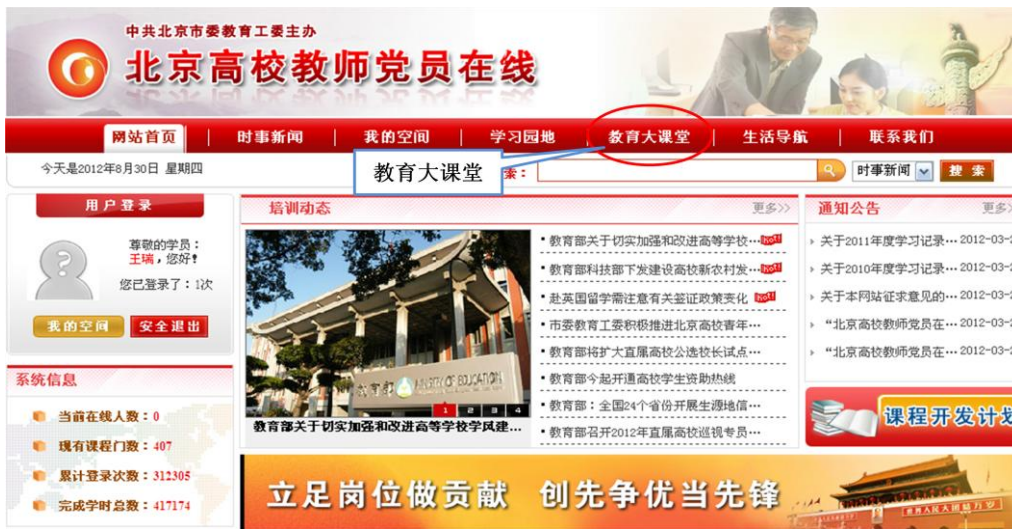 中共北京市委教育工委主办
北京高校教师党员在线
网站首页 | 时事新闻 | 我的空间 | 学习园地 | 教育大课堂 | 生活导航 | 联系我们
教育大课堂
今天是2012年8月30日 星期四
索：
时事新闻
搜 索
用户登录
尊敬的学员：
王瑞，您好！
您已登录了：1次
我的空间
安全退出
系统信息
当前在线人数：0
现有课程门数：407
累计登录次数：312305
完成学时总数：417174
培训动态
更多>>
教育部
MINISTRY OF EDUCATION
1 2 3 4
教育部关于切实加强和改进高等学校学风建...
·教育部关于切实加强和改进高等学校… hot!
·教育部科技部下发建设高校新农村发… hot!
·赴英国留学需注意有关签证政策变化 hot!
·市委教育工委积极推进北京高校青年…
·教育部将扩大直属高校公选校长试点…
·教育部今起开通高校学生资助热线
·教育部：全国24个省份开展生源地信…
·教育部召开2012年直属高校巡视专员…
通知公告
更多>
关于2011年度学习记录… 2012-03-2
关于2010年度学习记录… 2012-03-2
关于本网站征求意见的… 2012-03-2
“北京高校教师党员在… 2012-03-2
“北京高校教师党员在… 2012-03-2
课程开发计划
立足岗位做贡献 创先争优当先锋